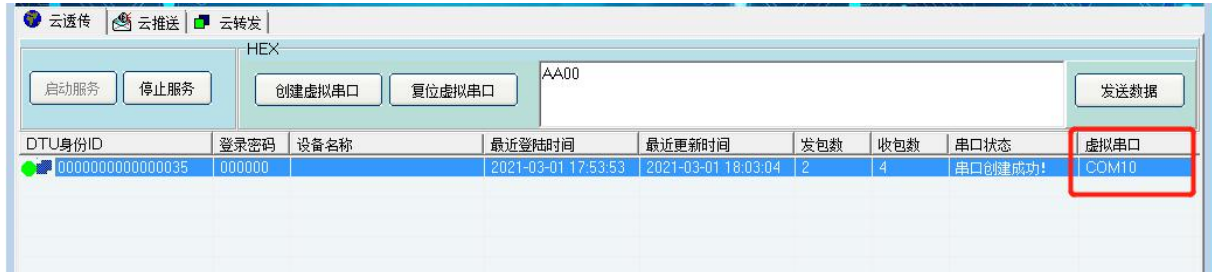 云透传 云推送 云转发
HEX
启动服务 停止服务 创建虚拟串口 复位虚拟串口 AA00 发送数据
DTU身份ID 登录密码 设备名称 最近登陆时间 最近更新时间 发包数 收包数 串口状态 虚拟串口
0000000000000035 000000 2021-03-01 17:53:53 2021-03-01 18:03:04 2 4 串口创建成功! COM10